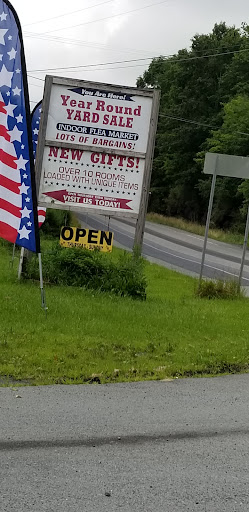 You Are Here!
Year Round
YARD SALE
INDOOR FLEA MARKET
LOTS OF BARGAINS!
NEW GIFTS!
OVER 10 ROOMS
LOADED WITH UNIQUE ITEMS
VISIT US TODAY!
OPEN